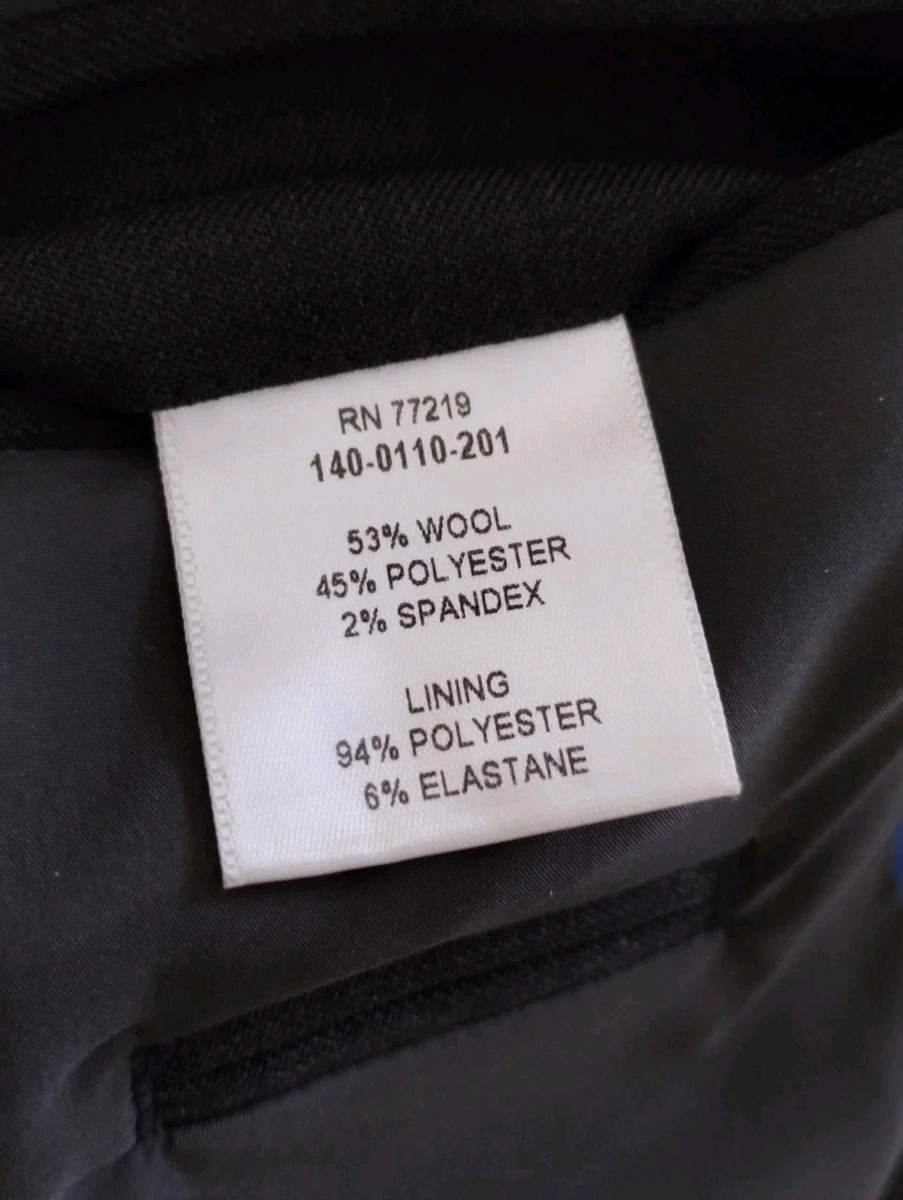 RN 77219
140-0110-201
53% WOOL
45% POLYESTER
2% SPANDEX
LINING
94% POLYESTER
6% ELASTANE